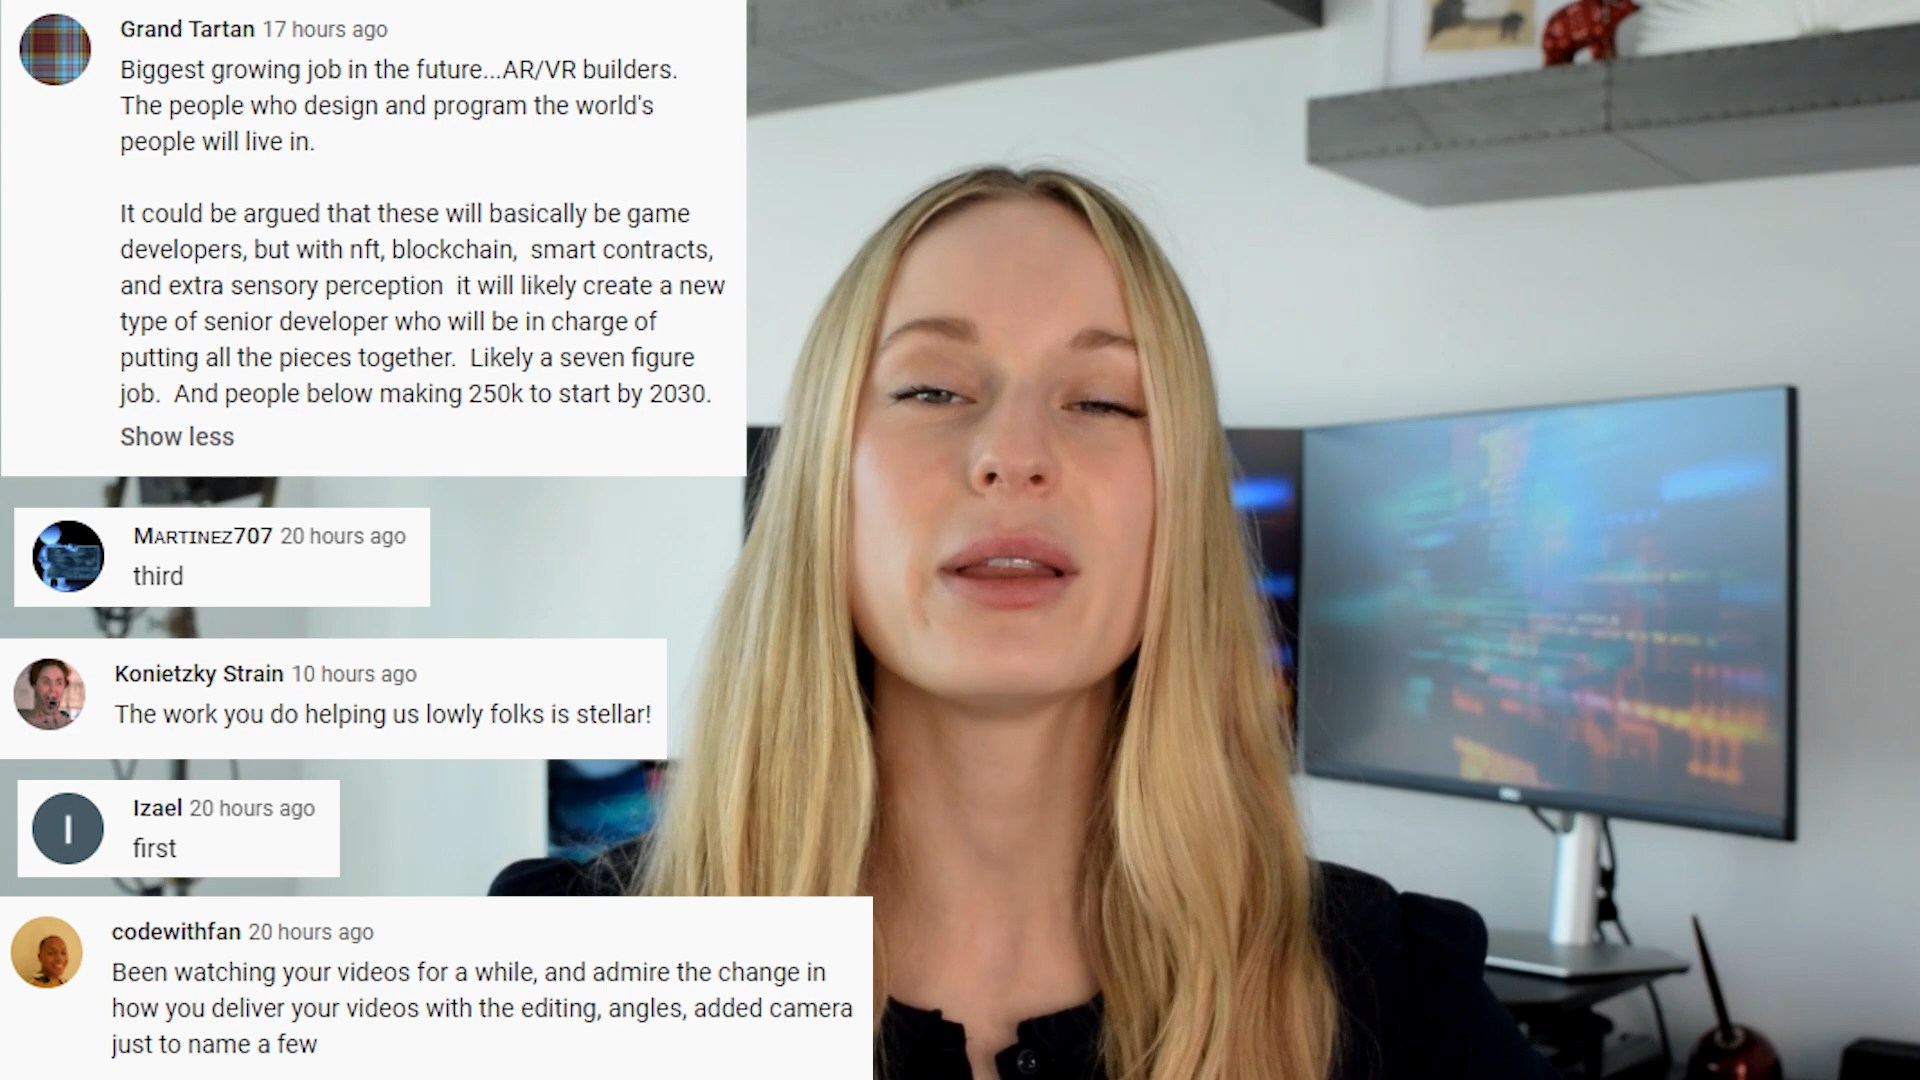 Grand Tartan 17 hours ago
Biggest growing job in the future...AR/VR builders.
The people who design and program the world's
people will live in.
It could be argued that these will basically be game
developers, but with nft, blockchain,  smart contracts,
and extra sensory perception  it will likely create a new
type of senior developer who will be in charge of
putting all the pieces together.  Likely a seven figure
job.  And people below making 250k to start by 2030.
Show less
Mᴀʀᴛɪɴᴇᴢ707 20 hours ago
third
Konietzky Strain 10 hours ago
The work you do helping us lowly folks is stellar!
I
Izael 20 hours ago
first
codewithfan 20 hours ago
Been watching your videos for a while, and admire the change in
how you deliver your videos with the editing, angles, added camera
just to name a few